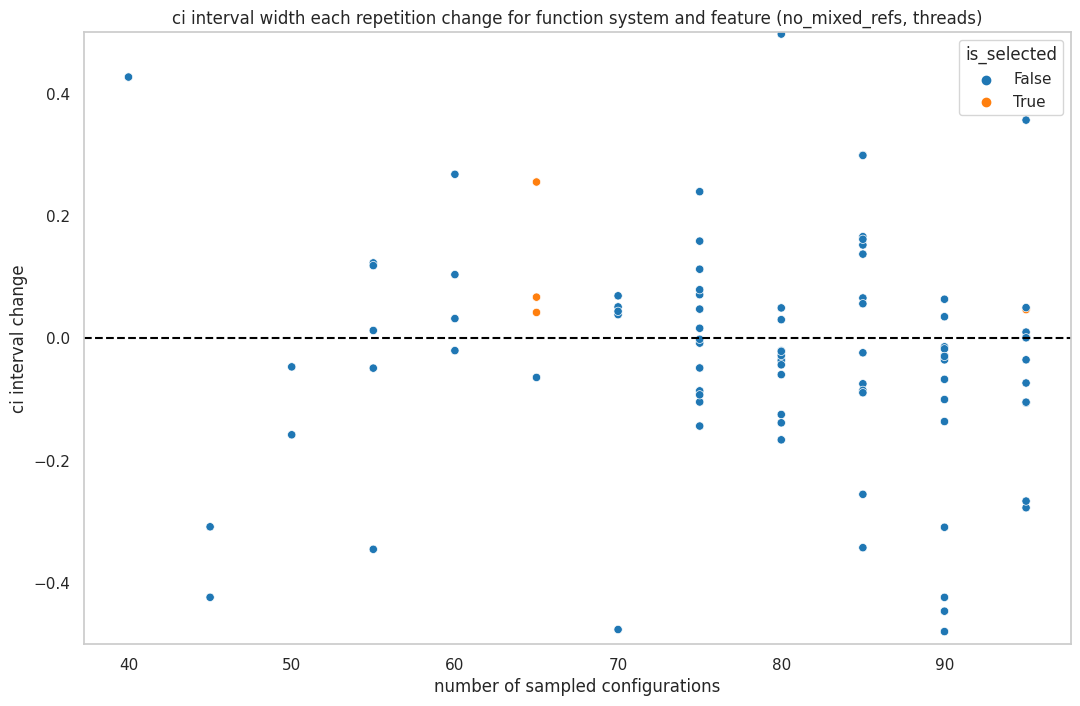 ci interval width each repetition change for function system and feature (no_mixed_refs, threads)
is_selected
False
True
ci interval change
0.4
0.2
0.0
−0.2
−0.4
40
50
60
70
80
90
number of sampled configurations